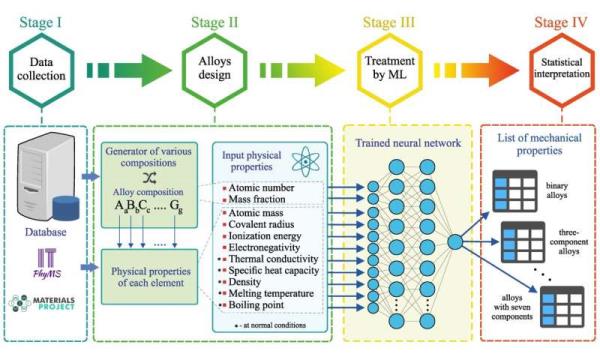 Stage I
Stage II
Stage III
Stage IV
Data
collection
Alloys
design
Treatment
by ML
Statistical
interpretation
Database
IT
PhyMS
MATERIALS
PROJECT
Generator of various
compositions
Alloy composition
AaBbCc .... Gg
Physical properties
of each element
Input physical
properties
Atomic number
Mass fraction
Atomic mass
Covalent radius
Ionization energy
Electronegativity
• Thermal conductivity
• Specific heat capacity
• Density
Melting temperature
• Boiling point
• - at normal conditions
Trained neural network
List of mechanical
properties
binary
alloys
three-
component
alloys
alloys
with seven
components